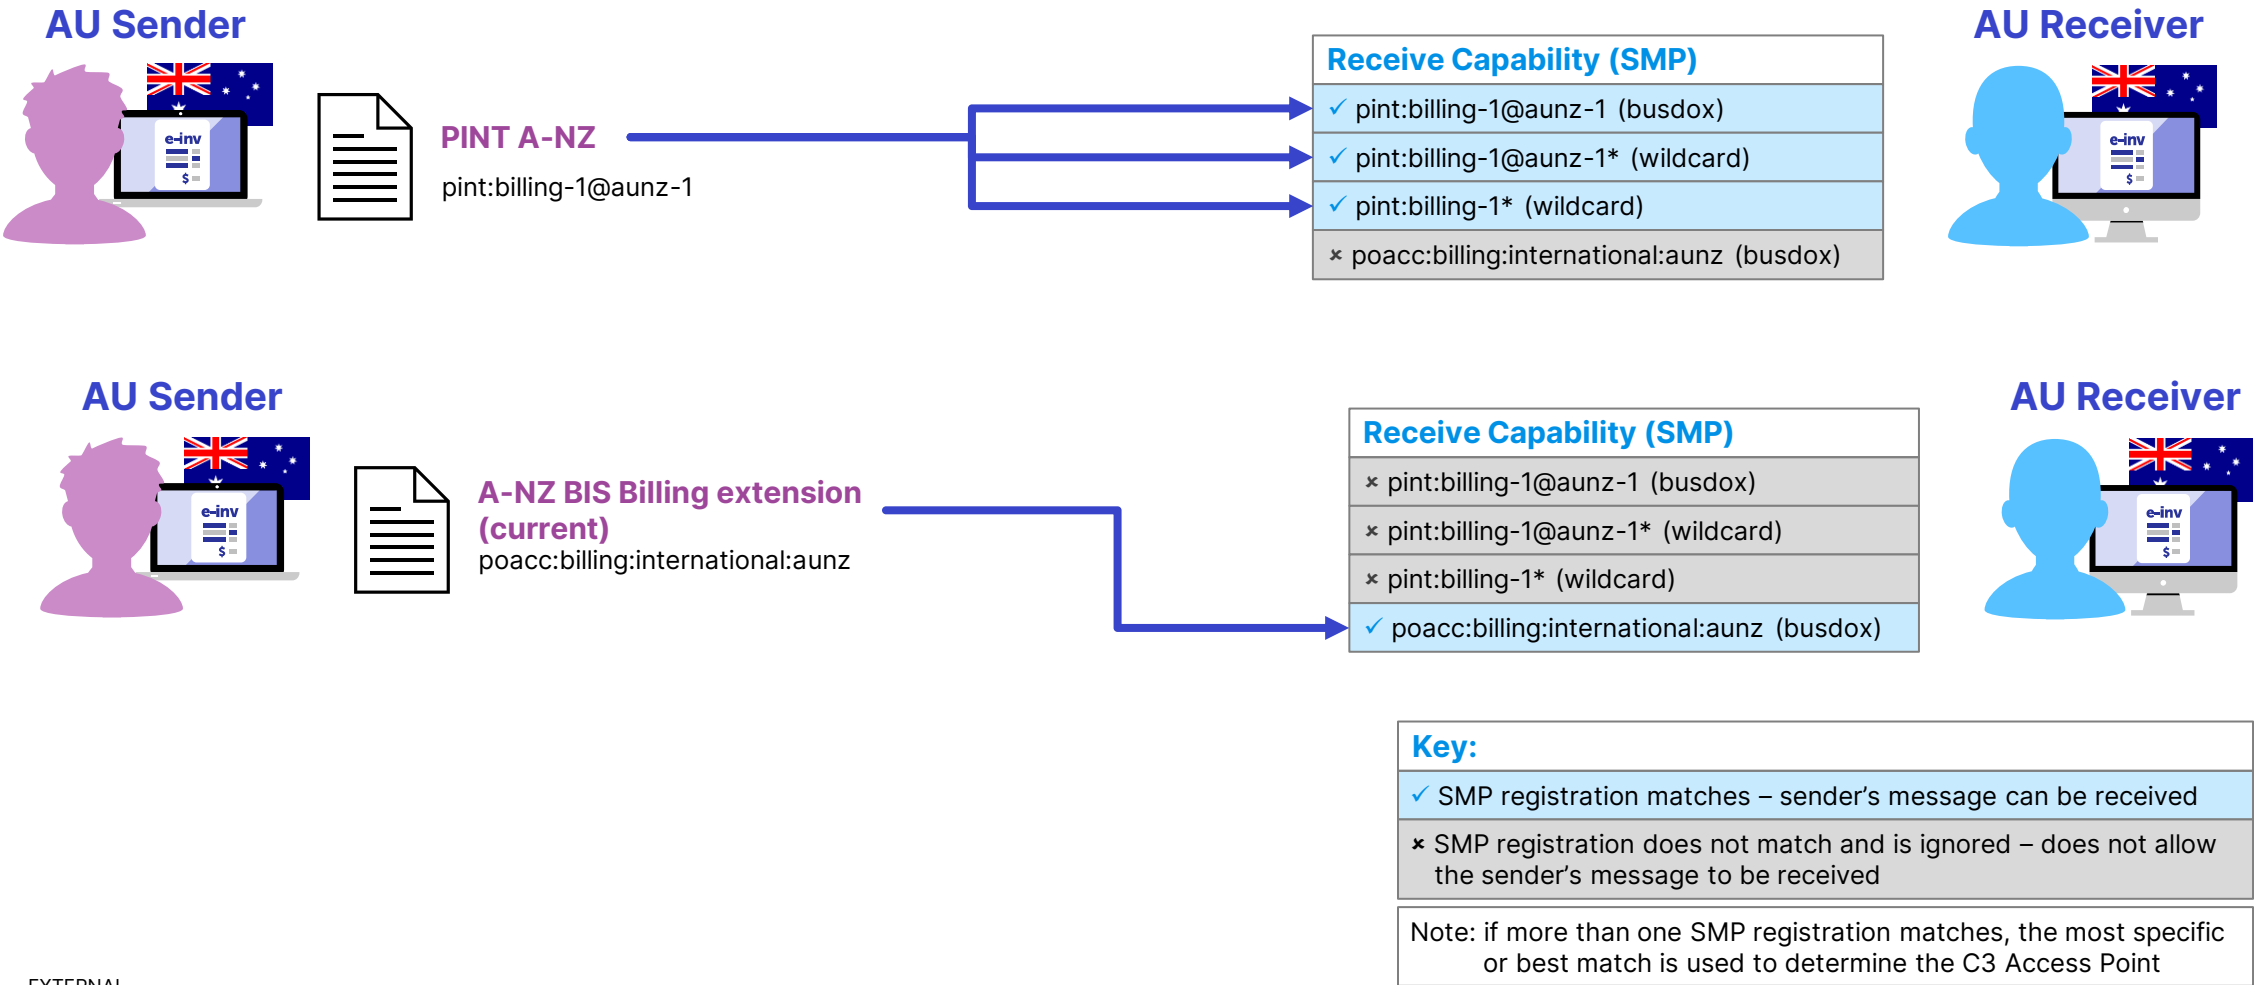 AU Sender
AU Receiver
e-inv
$
PINT A-NZ
pint:billing-1@aunz-1
Receive Capability (SMP)
✓ pint:billing-1@aunz-1 (busdox)
✓ pint:billing-1@aunz-1* (wildcard)
✓ pint:billing-1* (wildcard)
× poacc:billing:international:aunz (busdox)
e-inv
$
AU Sender
AU Receiver
e-inv
$
A-NZ BIS Billing extension
(current)
poacc:billing:international:aunz
Receive Capability (SMP)
× pint:billing-1@aunz-1 (busdox)
× pint:billing-1@aunz-1* (wildcard)
× pint:billing-1* (wildcard)
✓ poacc:billing:international:aunz (busdox)
e-inv
$
Key:
✓ SMP registration matches – sender’s message can be received
× SMP registration does not match and is ignored – does not allow
the sender’s message to be received
Note: if more than one SMP registration matches, the most specific
or best match is used to determine the C3 Access Point
EXTERNAL